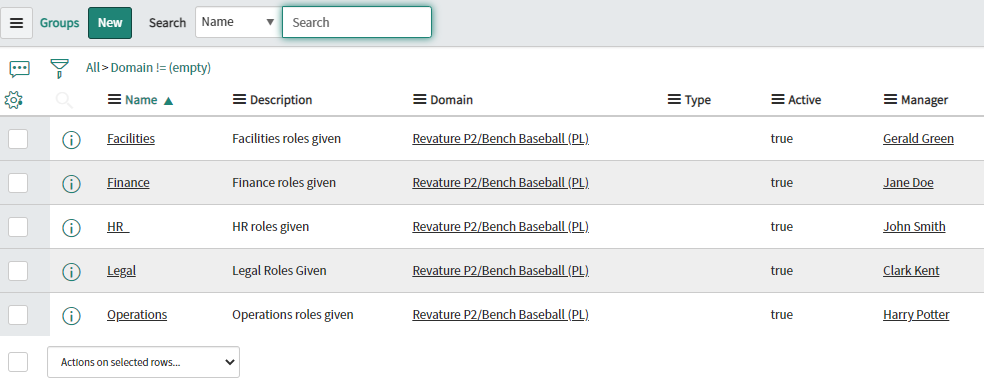 Groups New Search Name Search
All > Domain != (empty)
Name Description Domain Type Active Manager
Facilities Facilities roles given Revature P2/Bench Baseball (PL) true Gerald Green
Finance Finance roles given Revature P2/Bench Baseball (PL) true Jane Doe
HR HR roles given Revature P2/Bench Baseball (PL) true John Smith
Legal Legal Roles Given Revature P2/Bench Baseball (PL) true Clark Kent
Operations Operations roles given Revature P2/Bench Baseball (PL) true Harry Potter
Actions on selected rows...